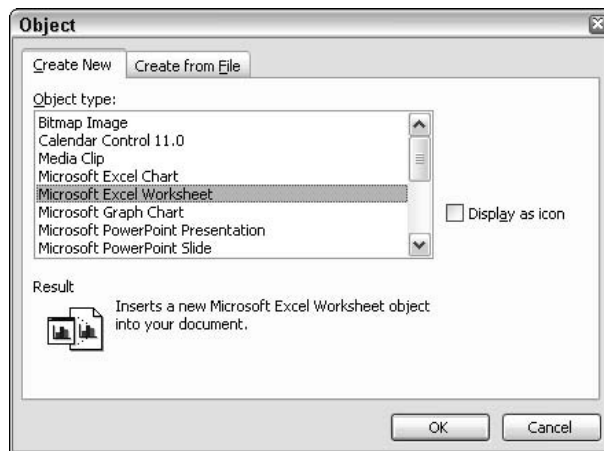 Object
Create New
Create from File
Object type:
Bitmap Image
Calendar Control 11.0
Media Clip
Microsoft Excel Chart
Microsoft Excel Worksheet
Microsoft Graph Chart
Microsoft PowerPoint Presentation
Microsoft PowerPoint Slide
Display as icon
Result
Inserts a new Microsoft Excel Worksheet object
into your document.
OK
Cancel